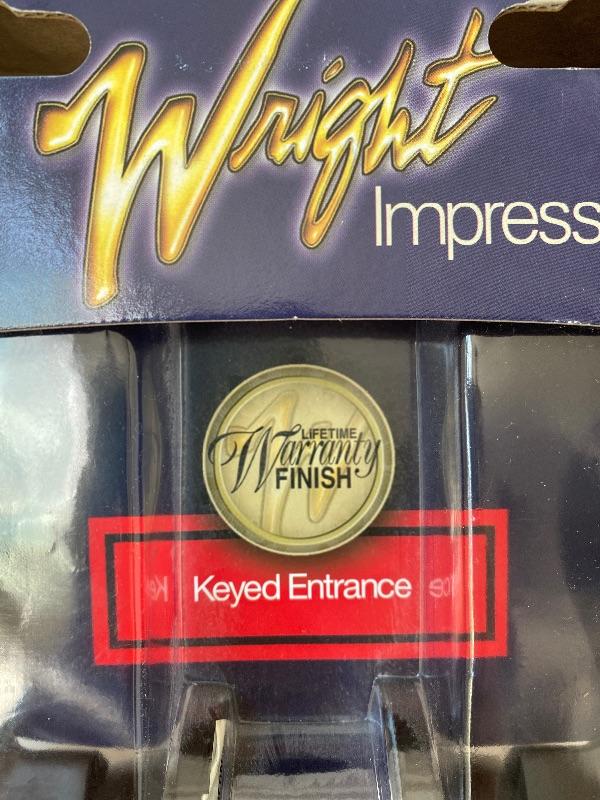 Wright
Impress
LIFETIME
Warranty
FINISH
Keyed Entrance